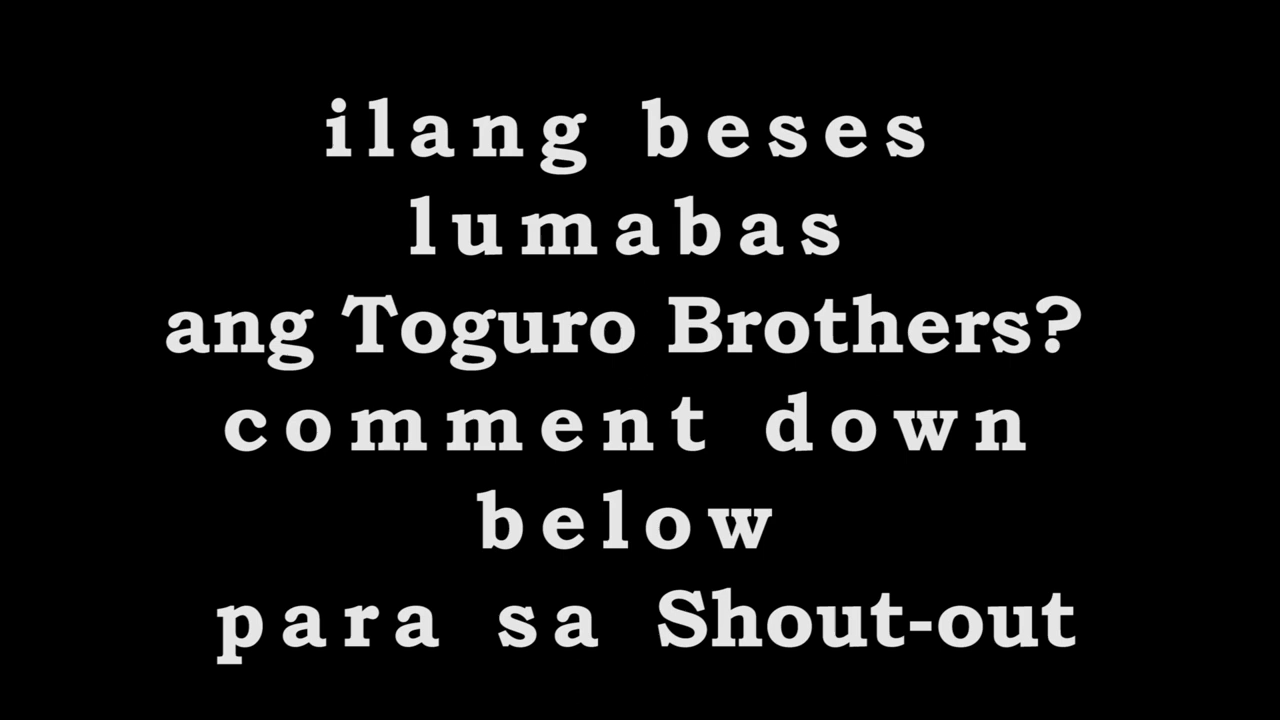 ilang beses
lumabas
ang Toguro Brothers?
comment down
below
para sa Shout-out